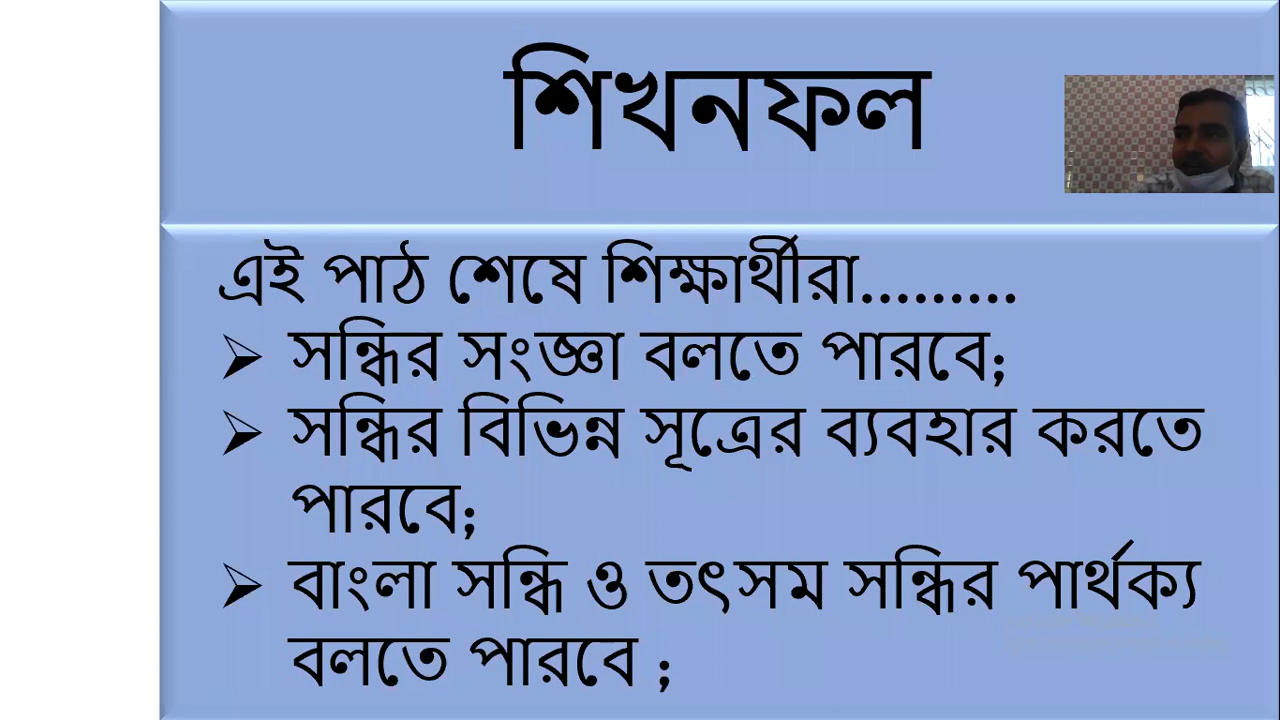 শিখনফল
এই পাঠ শেষে শিক্ষার্থীরা.........
➢ সন্ধির সংজ্ঞা বলতে পারবে;
➢ সন্ধির বিভিন্ন সূত্রের ব্যবহার করতে
পারবে;
➢ বাংলা সন্ধি ও তৎসম সন্ধির পার্থক্য
বলতে পারবে ;